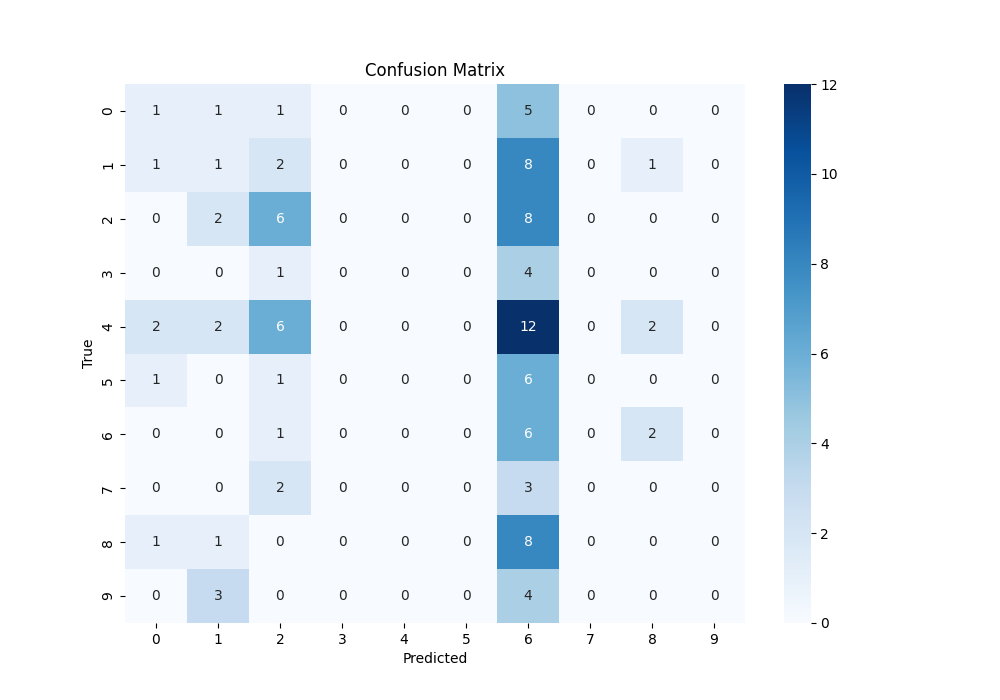 Confusion Matrix
0 1 1 1 0 0 0 5 0 0 0
1 1 1 2 0 0 0 8 0 1 0
2 0 2 6 0 0 0 8 0 0 0
3 0 0 1 0 0 0 4 0 0 0
4 2 2 6 0 0 0 12 0 2 0
5 1 0 1 0 0 0 6 0 0 0
6 0 0 1 0 0 0 6 0 2 0
7 0 0 2 0 0 0 3 0 0 0
8 1 1 0 0 0 0 8 0 0 0
9 0 3 0 0 0 0 4 0 0 0
0 1 2 3 4 5 6 7 8 9
Predicted
True
12
10
8
6
4
2
0